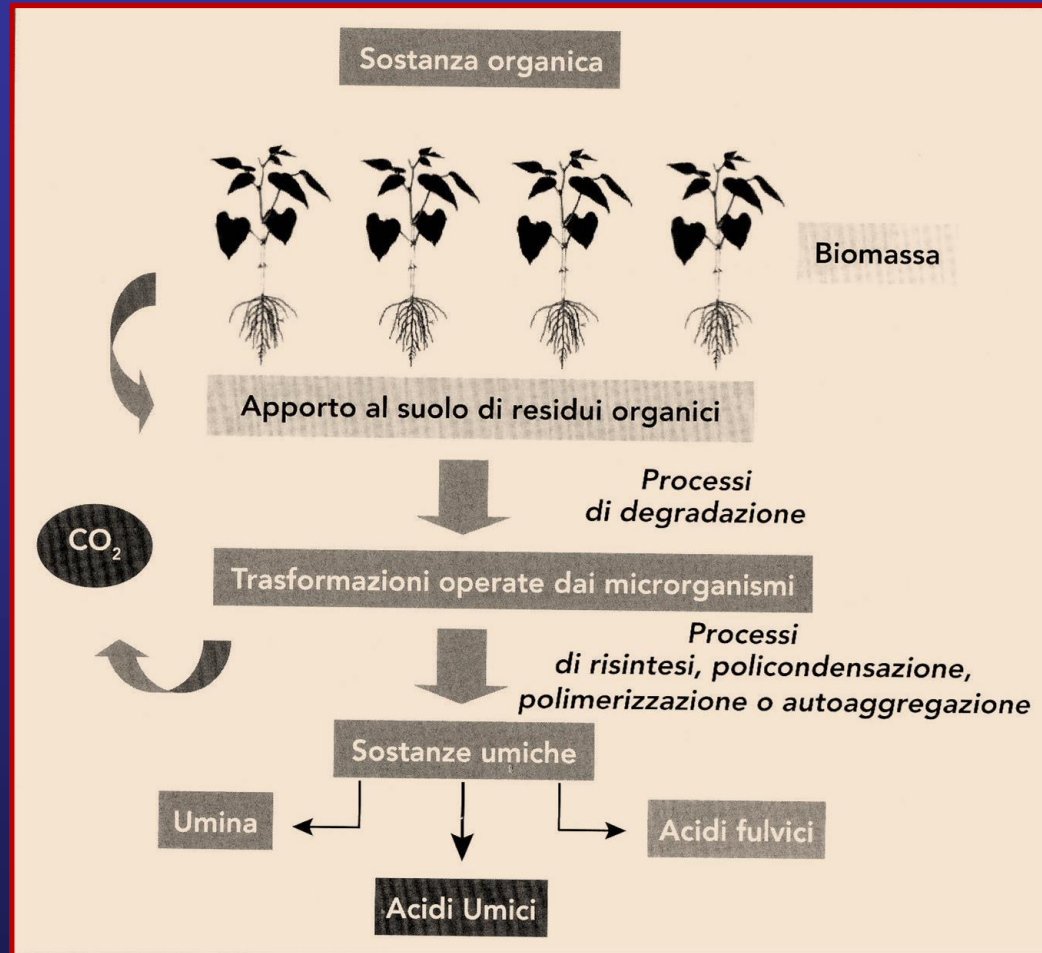 Sostanza organica
Biomassa
Apporto al suolo di residui organici
Processi
di degradazione
CO₂
Trasformazioni operate dai microrganismi
Processi
di risintesi, policondensazione,
polimerizzazione o autoaggregazione
Sostanze umiche
Umina
Acidi fulvici
Acidi Umici